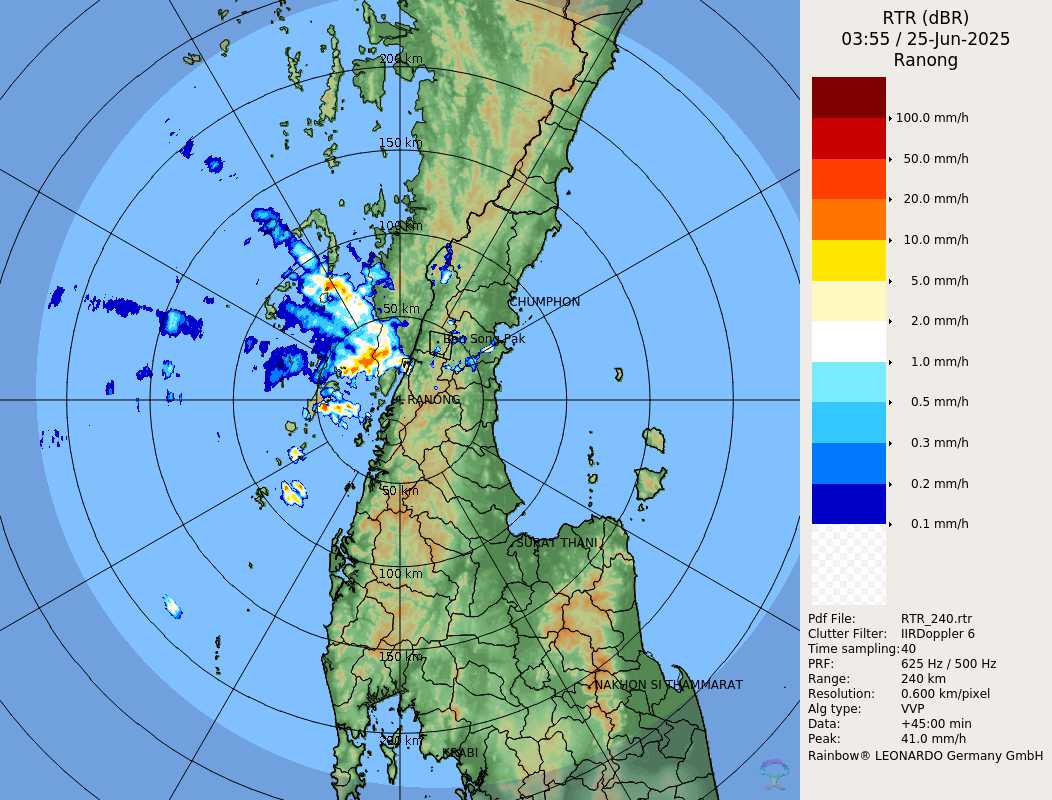 RTR (dBR)
03:55 / 25-Jun-2025
Ranong
100.0 mm/h
50.0 mm/h
20.0 mm/h
10.0 mm/h
5.0 mm/h
2.0 mm/h
1.0 mm/h
0.5 mm/h
0.3 mm/h
0.2 mm/h
0.1 mm/h
Pdf File: RTR_240.rtr
Clutter Filter: IIRDoppler 6
Time sampling: 40
PRF: 625 Hz / 500 Hz
Range: 240 km
Resolution: 0.600 km/pixel
Alg type: VVP
Data: +45:00 min
Peak: 41.0 mm/h
Rainbow® LEONARDO Germany GmbH
200 km
150 km
100 km
CHUMPHON
50 km
Ban Song Pak
RANONG
50 km
SURAT THANI
100 km
150 km
NAKHON SI THAMMARAT
200 km
KRABI